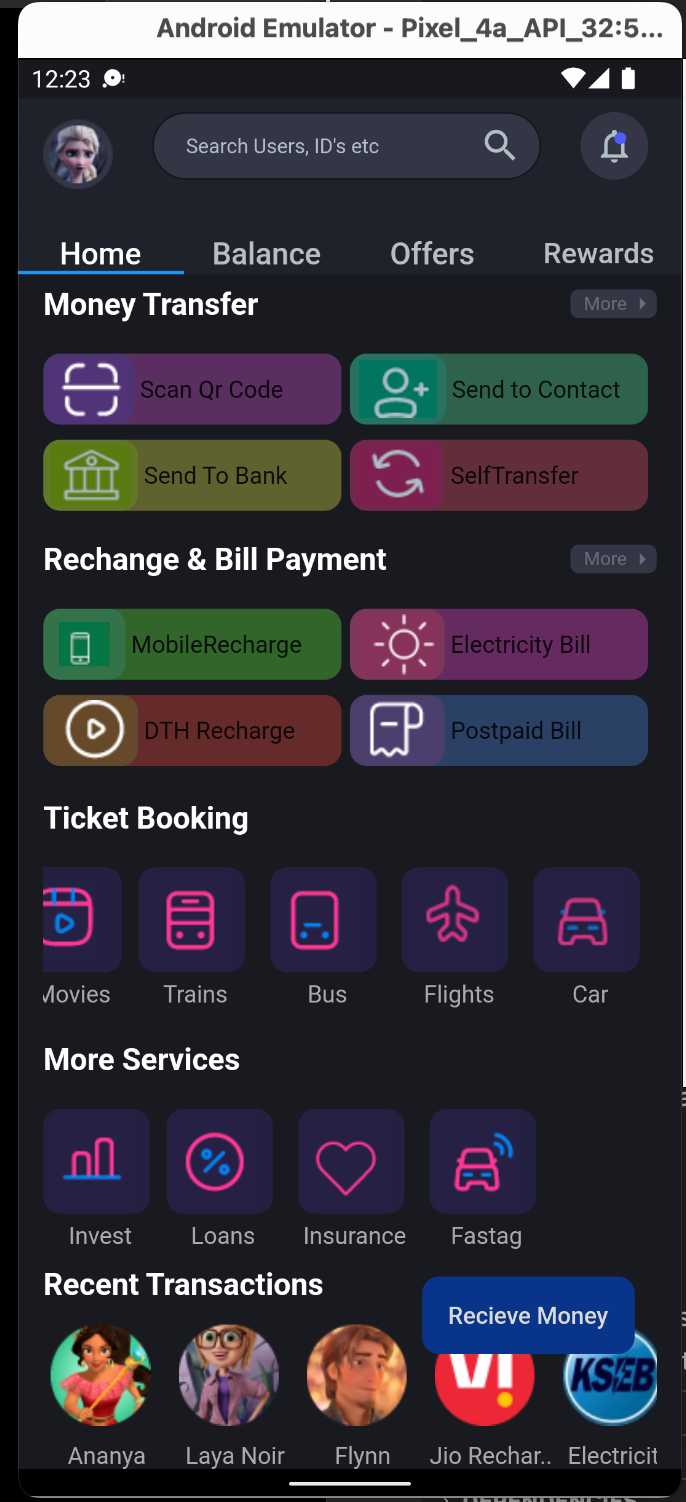 Android Emulator - Pixel_4a_API_32:5...
12:23
Search Users, ID's etc
Home Balance Offers Rewards
Money Transfer More
Scan Qr Code Send to Contact
Send To Bank SelfTransfer
Rechange & Bill Payment More
MobileRecharge Electricity Bill
DTH Recharge Postpaid Bill
Ticket Booking
Movies Trains Bus Flights Car
More Services
Invest Loans Insurance Fastag
Recent Transactions
Recieve Money
KSEB
Ananya Laya Noir Flynn Jio Rechar.. Electricit
DEPENDENCIES